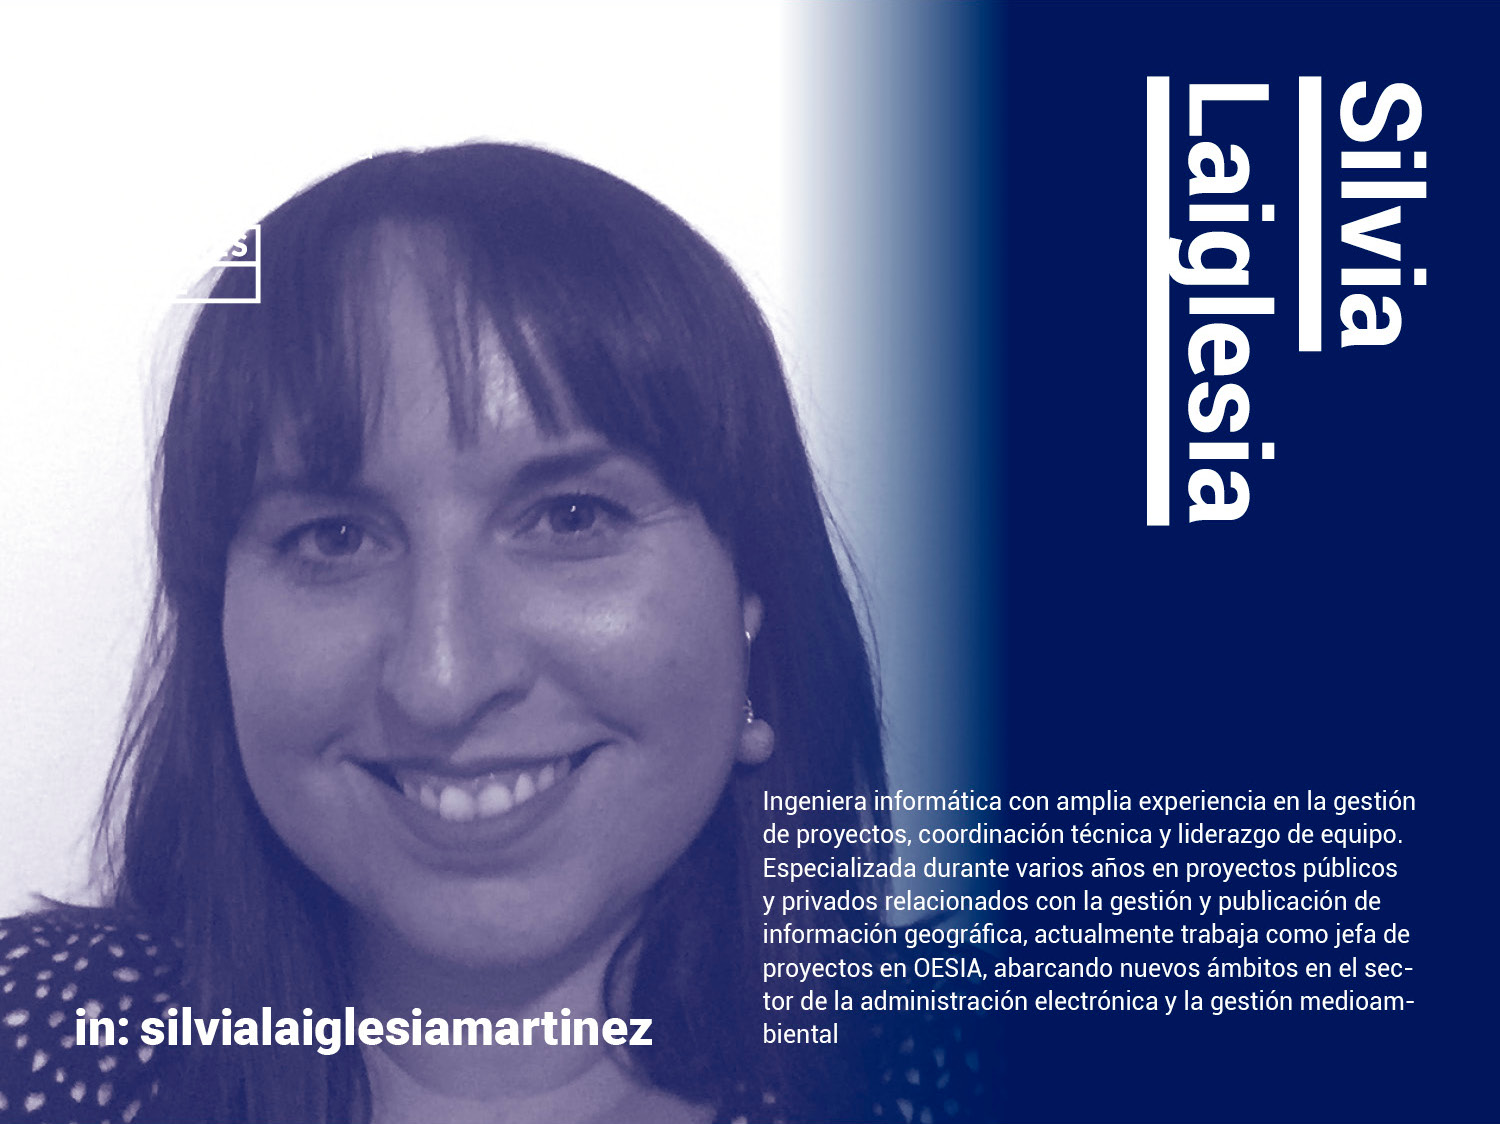 Silvia
Laiglesia
Ingeniera informática con amplia experiencia en la gestión
de proyectos, coordinación técnica y liderazgo de equipo.
Especializada durante varios años en proyectos públicos
y privados relacionados con la gestión y publicación de
información geográfica, actualmente trabaja como jefa de
proyectos en OESIA, abarcando nuevos ámbitos en el sec-
tor de la administración electrónica y la gestión medioam-
biental
in: silvialaiglesiamartinez